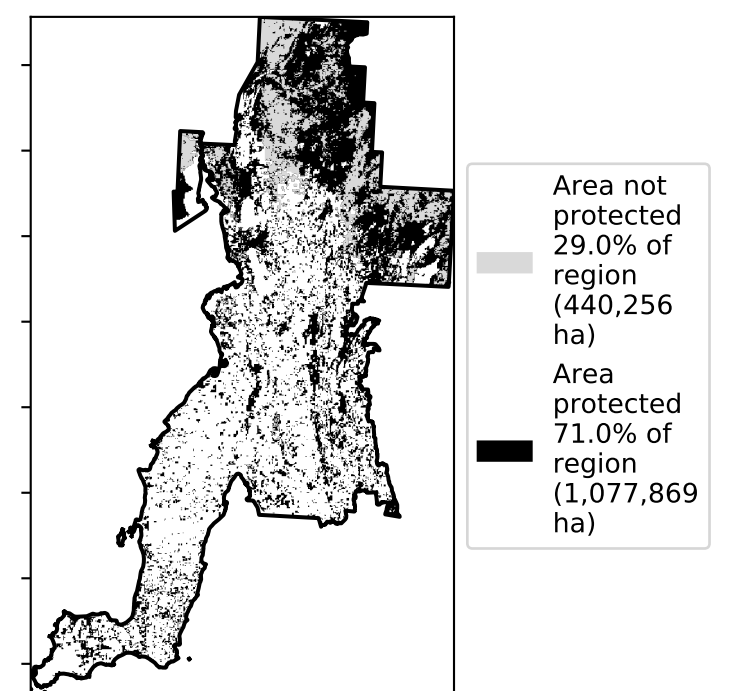 Area not
protected
29.0% of
region
(440,256
ha)
Area
protected
71.0% of
region
(1,077,869
ha)